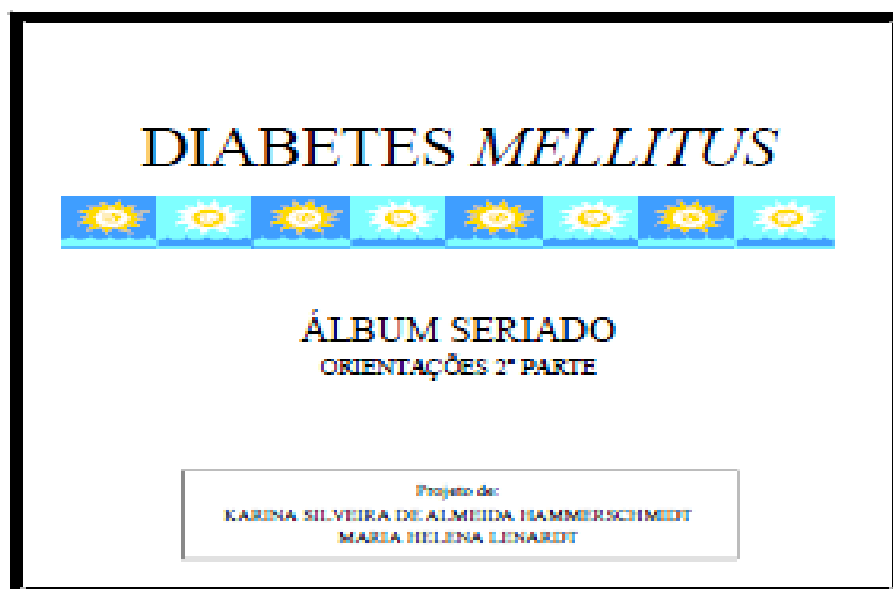 DIABETES MELLITUS
ÁLBUM SERIADO
ORIENTAÇÕES 2ª PARTE
Projeto de:
KARINA SILVEIRA DE ALMEIDA HAMMERSCHMIDT
MARIA HELENA LENARDT